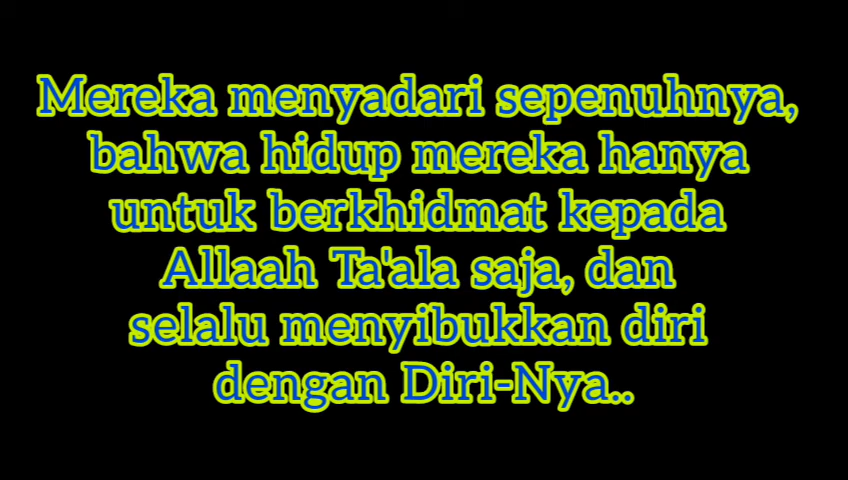 Mereka menyadari sepenuhnya,
bahwa hidup mereka hanya
untuk berkhidmat kepada
Allaah Ta'ala saja, dan
selalu menyibukkan diri
dengan Diri-Nya..